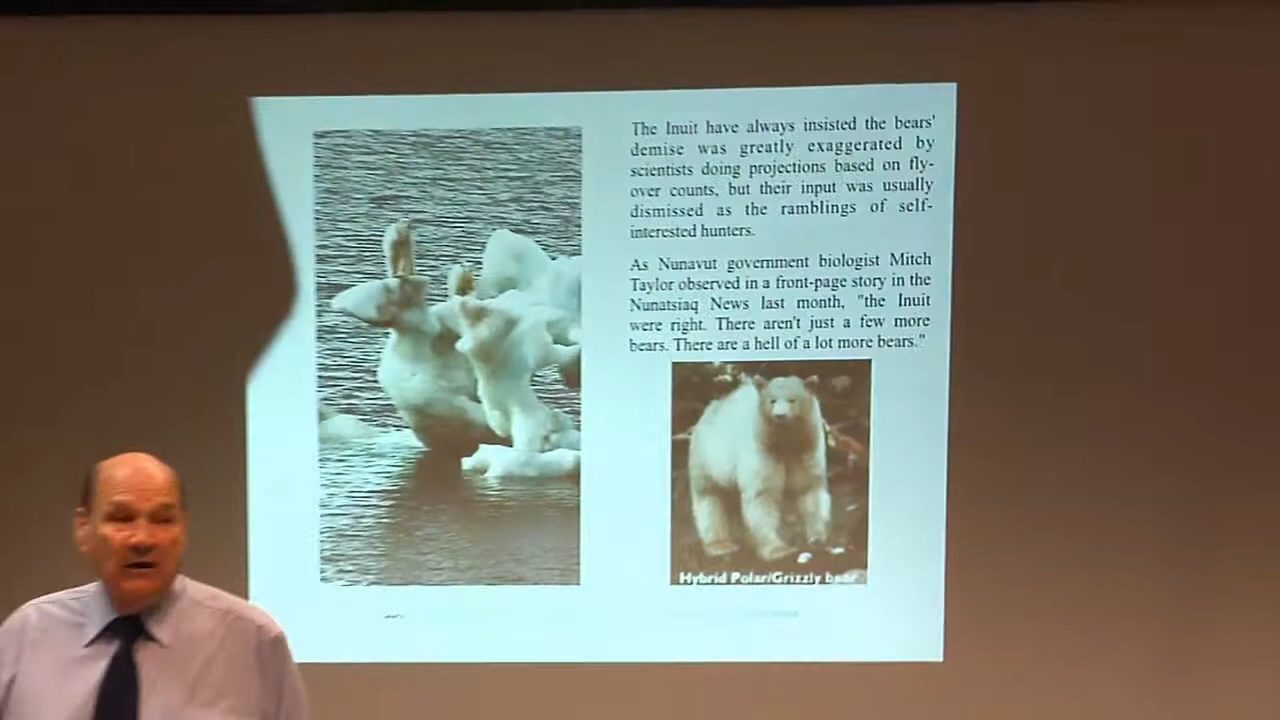 The Inuit have always insisted the bears'
demise was greatly exaggerated by
scientists doing projections based on fly-
over counts, but their input was usually
dismissed as the ramblings of self-
interested hunters.
As Nunavut government biologist Mitch
Taylor observed in a front-page story in the
Nunatsiaq News last month, "the Inuit
were right. There aren't just a few more
bears. There are a hell of a lot more bears."
Hybrid Polar/Grizzly bear